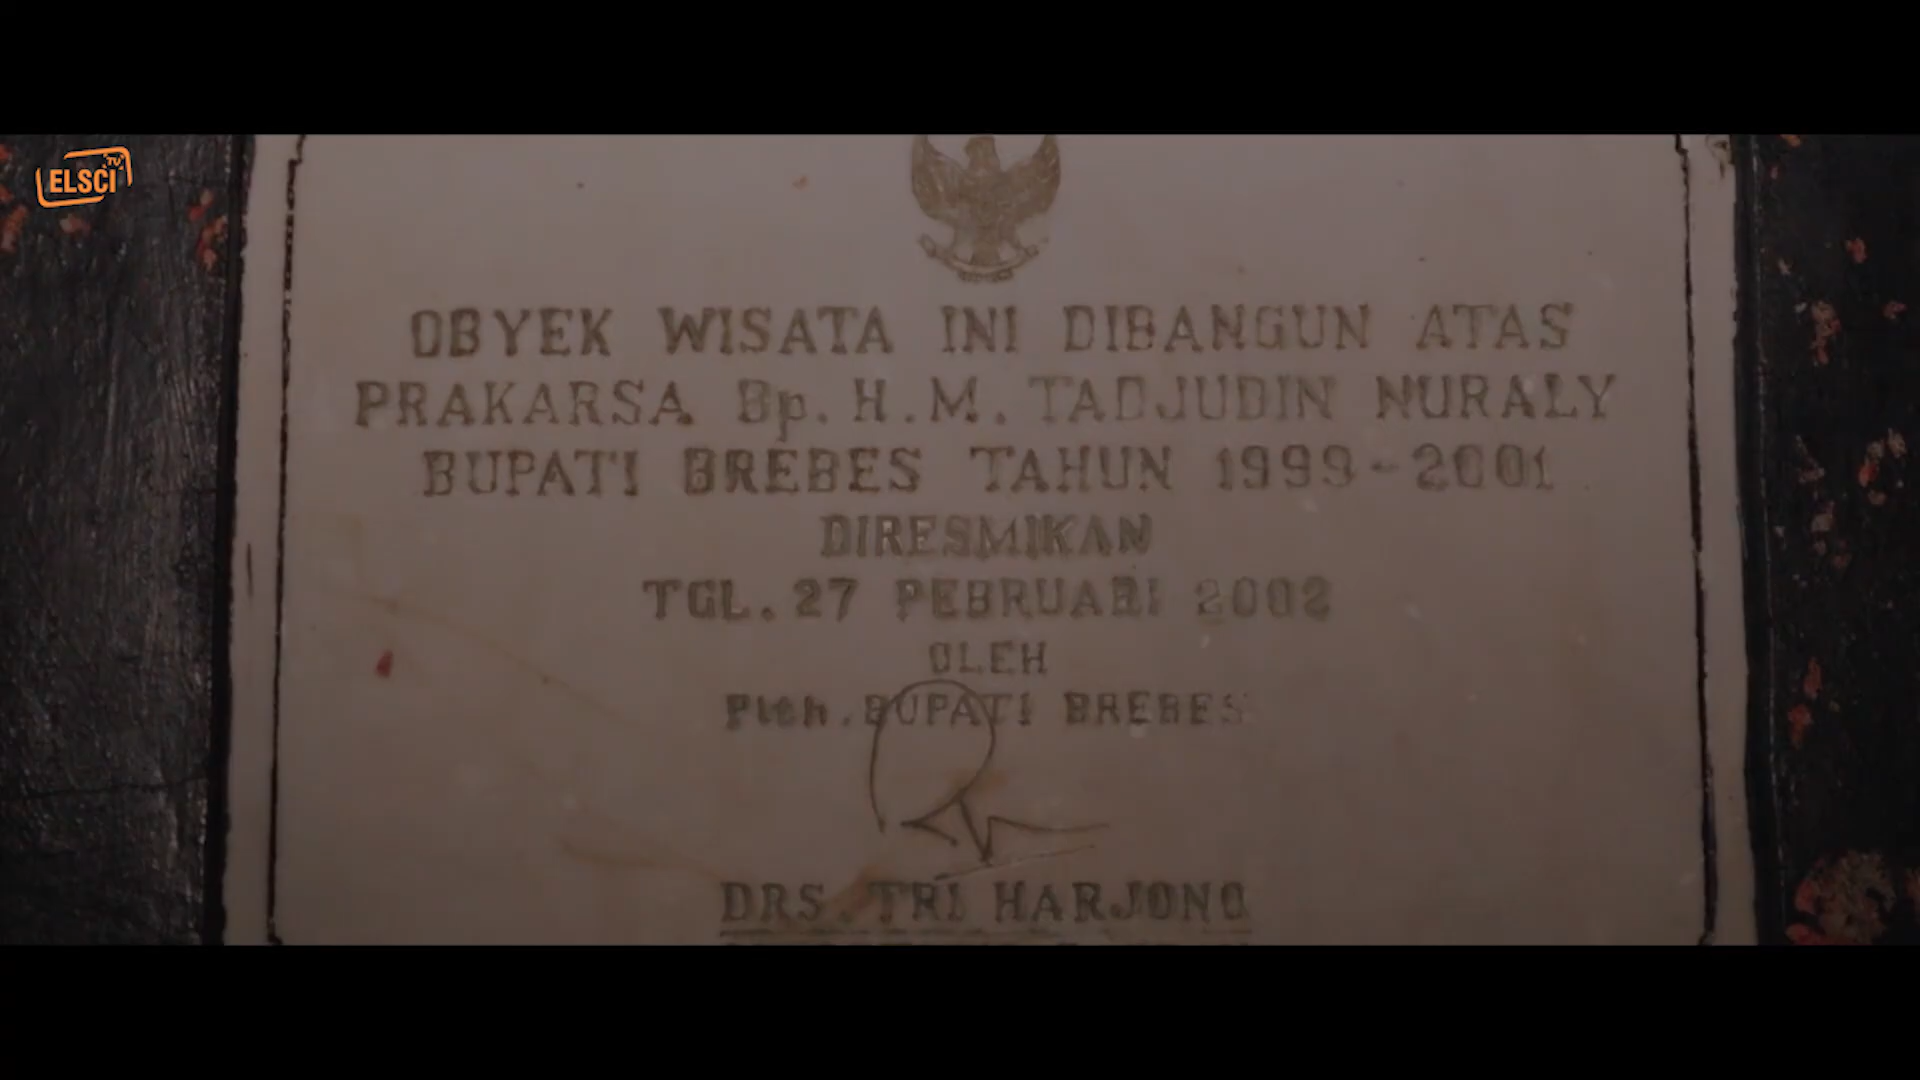 ELSCI TV
OBYEK WISATA INI DIBANGUN ATAS
PRAKARSA Bp. H.M. TADJUDIN NURALY
BUPATI BREBES TAHUN 1999-2001
DIRESMIKAN
TGL. 27 PEBRUARI 2002
OLEH
Plth. BUPATI BREBES
DRS. TRI HARJONO